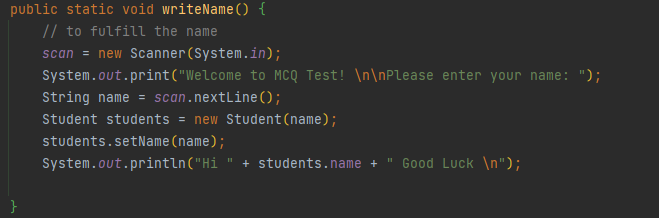 public static void writeName() {
// to fulfill the name
scan = new Scanner(System.in);
System.out.print("Welcome to MCQ Test! \n\nPlease enter your name: ");
String name = scan.nextLine();
Student students = new Student(name);
students.setName(name);
System.out.println("Hi " + students.name + " Good Luck \n");
}